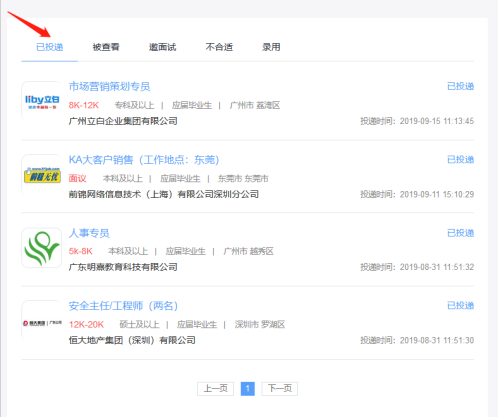 已投递 被查看 邀面试 不合适 录用
市场营销策划专员 已投递
liby立白
8K-12K 专科及以上 | 应届毕业生 | 广州市 荔湾区
广州立白企业集团有限公司 投递时间：2019-09-15 11:13:45
KA大客户销售（工作地点：东莞） 已投递
前程无忧
面议 本科及以上 | 应届毕业生 | 东莞市 东莞市
前锦网络信息技术（上海）有限公司深圳分公司 投递时间：2019-09-11 15:10:29
人事专员 已投递
5k-8K 本科及以上 | 应届毕业生 | 广州市 越秀区
广东明嘉教育科技有限公司 投递时间：2019-08-31 11:51:32
安全主任/工程师（两名） 已投递
12K-20K 硕士及以上 | 应届毕业生 | 深圳市 罗湖区
恒大地产集团（深圳）有限公司 投递时间：2019-08-31 11:51:30
上一页 1 下一页